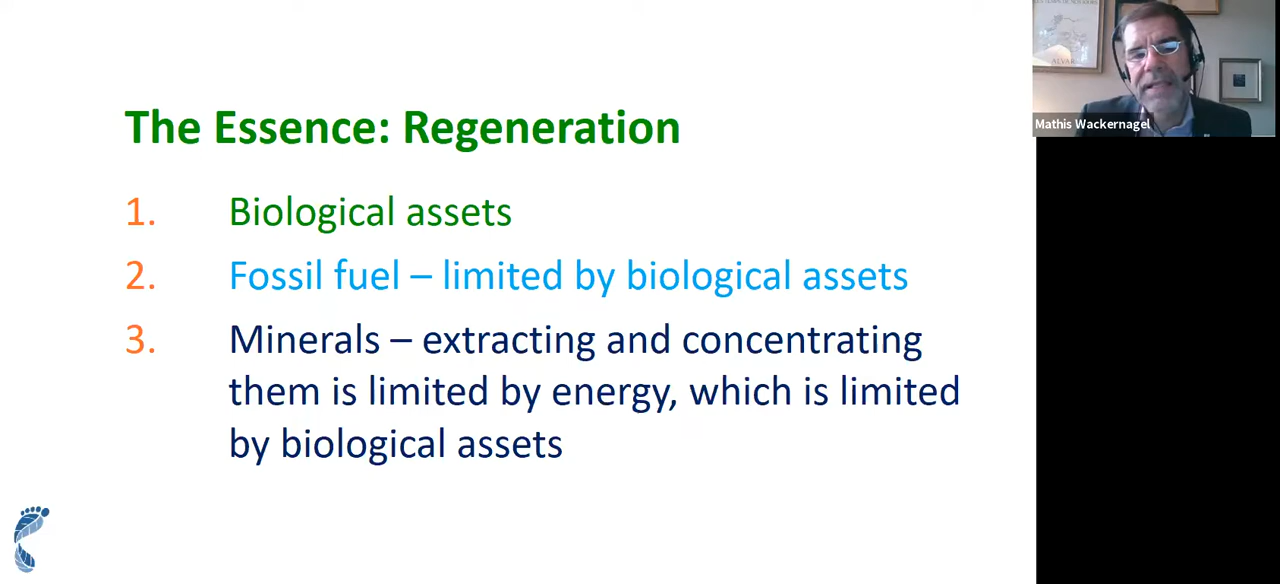 The Essence: Regeneration
1. Biological assets
2. Fossil fuel – limited by biological assets
3. Minerals – extracting and concentrating
them is limited by energy, which is limited
by biological assets
ALVAR
Mathis Wackernagel